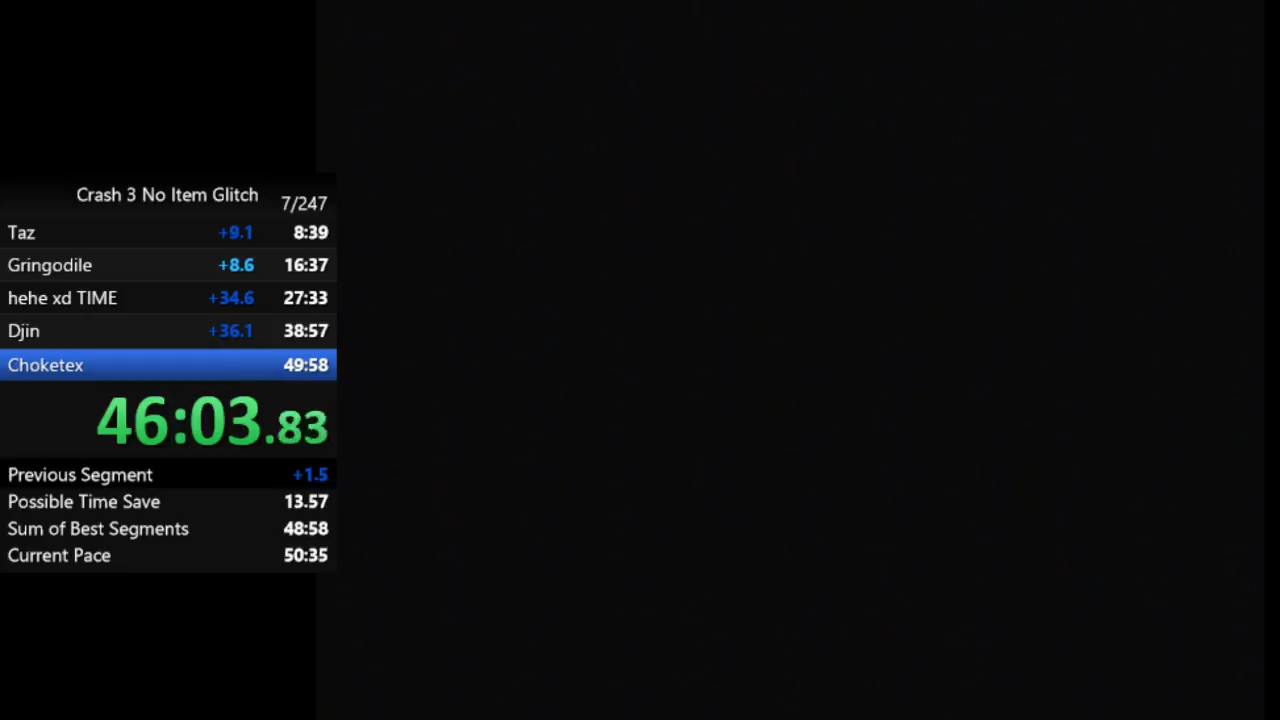 Crash 3 No Item Glitch 7/247
Taz +9.1 8:39
Gringodile +8.6 16:37
hehe xd TIME +34.6 27:33
Djin +36.1 38:57
Choketex 49:58
46:03.83
Previous Segment +1.5
Possible Time Save 13.57
Sum of Best Segments 48:58
Current Pace 50:35